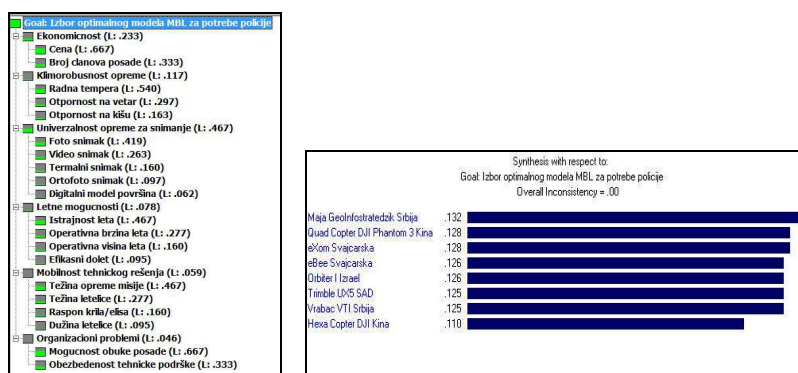 Goal: Izbor optimalnog modela MBL za potrebe policije
Ekonomicnost (L: .233)
Cena (L: .667)
Broj clanova posade (L: .333)
Klimorobusnost opreme (L: .117)
Radna tempera (L: .540)
Otpornost na vetar (L: .297)
Otpornost na kišu (L: .163)
Univerzalnost opreme za snimanje (L: .467)
Foto snimak (L: .419)
Video snimak (L: .263)
Termalni snimak (L: .160)
Ortofoto snimak (L: .097)
Digitalni model površina (L: .062)
Letne mogucnosti (L: .078)
Istrajnost leta (L: .467)
Operativna brzina leta (L: .277)
Operativna visina leta (L: .160)
Efikasni dolet (L: .095)
Mobilnost tehnickog rešenja (L: .059)
Težina opreme misije (L: .467)
Težina letelice (L: .277)
Raspon krila/elisa (L: .160)
Dužina letelice (L: .095)
Organizacioni problemi (L: .046)
Mogucnost obuke posade (L: .667)
Obezbedenost tehnicke podrške (L: .333)
Synthesis with respect to:
Goal: Izbor optimalnog modela MBL za potrebe policije
Overall Inconsistency = .00
Maja GeoInfostratedzik Srbija .132
Quad Copter DJI Phantom 3 Kina .128
eXom Svajcarska .128
eBee Svajcarska .126
Orbiter I Izrael .126
Trimble UX5 SAD .125
Vrabac VTI Srbija .125
Hexa Copter DJI Kina .110